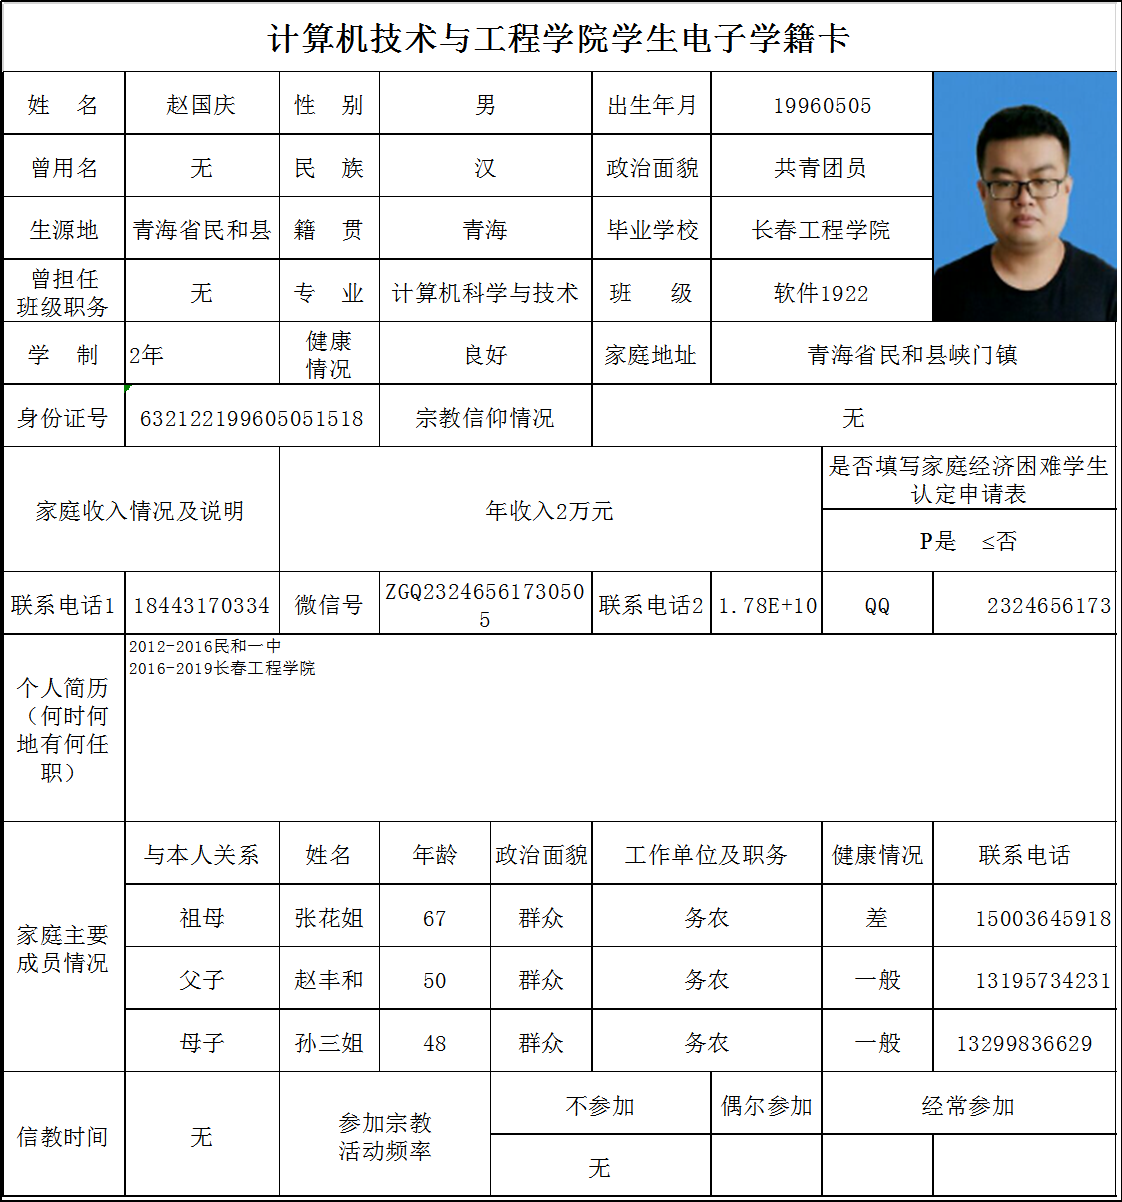 计算机技术与工程学院学生电子学籍卡
姓 名 赵国庆 性 别 男 出生年月 19960505
曾用名 无 民 族 汉 政治面貌 共青团员
生源地 青海省民和县 籍 贯 青海 毕业学校 长春工程学院
曾担任
班级职务 无 专 业 计算机科学与技术 班 级 软件1922
学 制 2年 健康
情况 良好 家庭地址 青海省民和县峡门镇
身份证号 632122199605051518 宗教信仰情况 无
家庭收入情况及说明 年收入2万元 是否填写家庭经济困难学生
认定申请表
P是 ≤否
联系电话1 18443170334 微信号 ZGQ2324656173050
5 联系电话2 1.78E+10 QQ 2324656173
个人简历
（何时何
地有何任
职）
2012-2016民和一中
2016-2019长春工程学院
家庭主要
成员情况
与本人关系 姓名 年龄 政治面貌 工作单位及职务 健康情况 联系电话
祖母 张花姐 67 群众 务农 差 15003645918
父子 赵丰和 50 群众 务农 一般 13195734231
母子 孙三姐 48 群众 务农 一般 13299836629
信教时间 无 参加宗教
活动频率 不参加 偶尔参加 经常参加
无